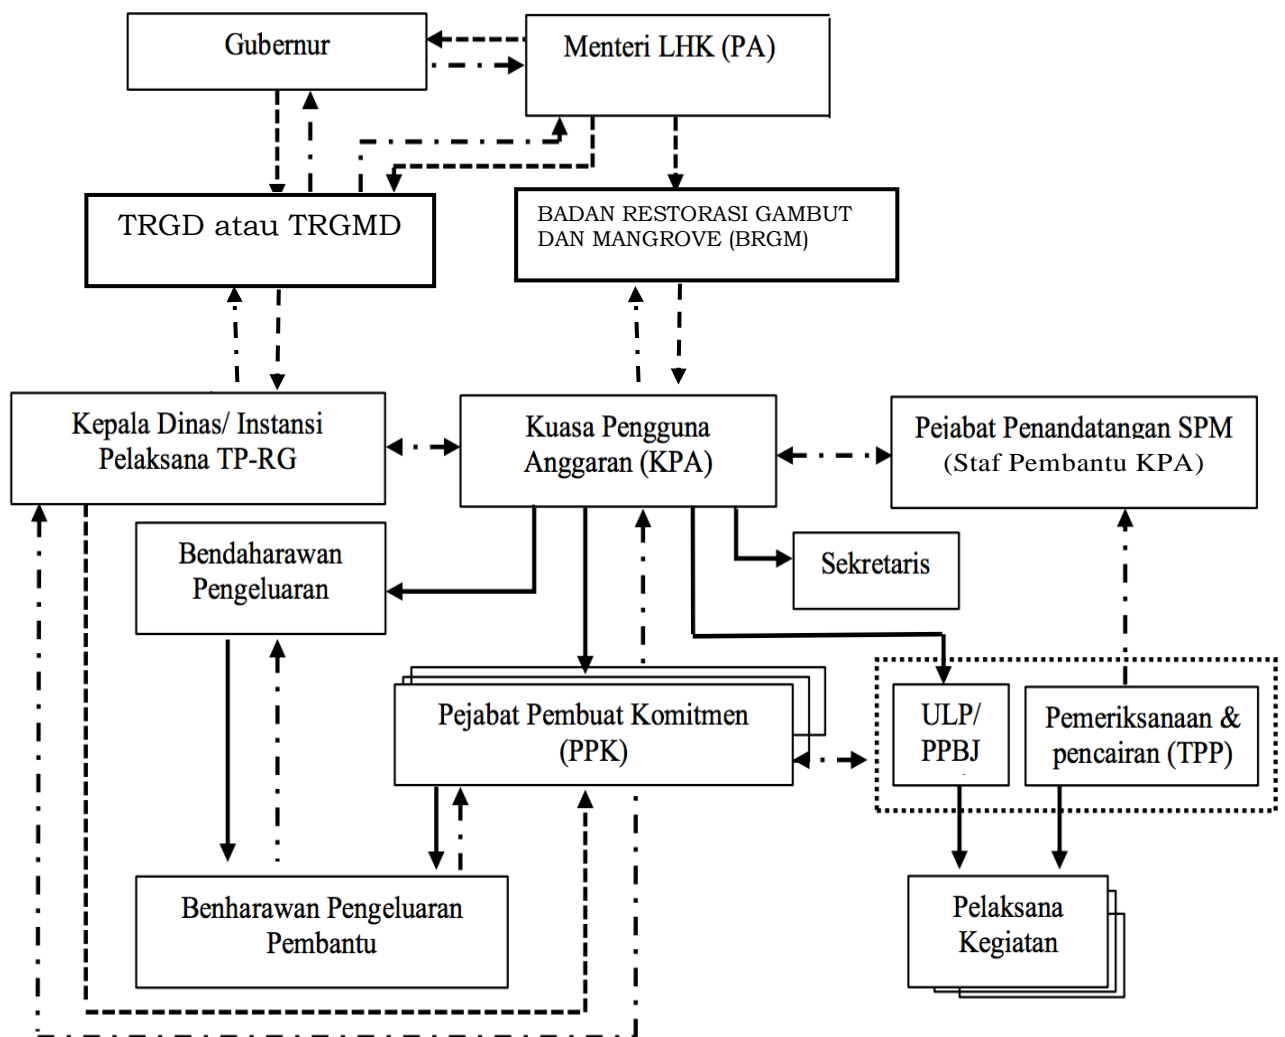 Gubernur
Menteri LHK (PA)
TRGD atau TRGMD
BADAN RESTORASI GAMBUT
DAN MANGROVE (BRGM)
Kepala Dinas/ Instansi
Pelaksana TP-RG
Kuasa Pengguna
Anggaran (KPA)
Pejabat Penandatangan SPM
(Staf Pembantu KPA)
Bendaharawan
Pengeluaran
Sekretaris
Pejabat Pembuat Komitmen
(PPK)
ULP/
PPBJ
Pemeriksanaan &
pencairan (TPP)
Benharawan Pengeluaran
Pembantu
Pelaksana
Kegiatan